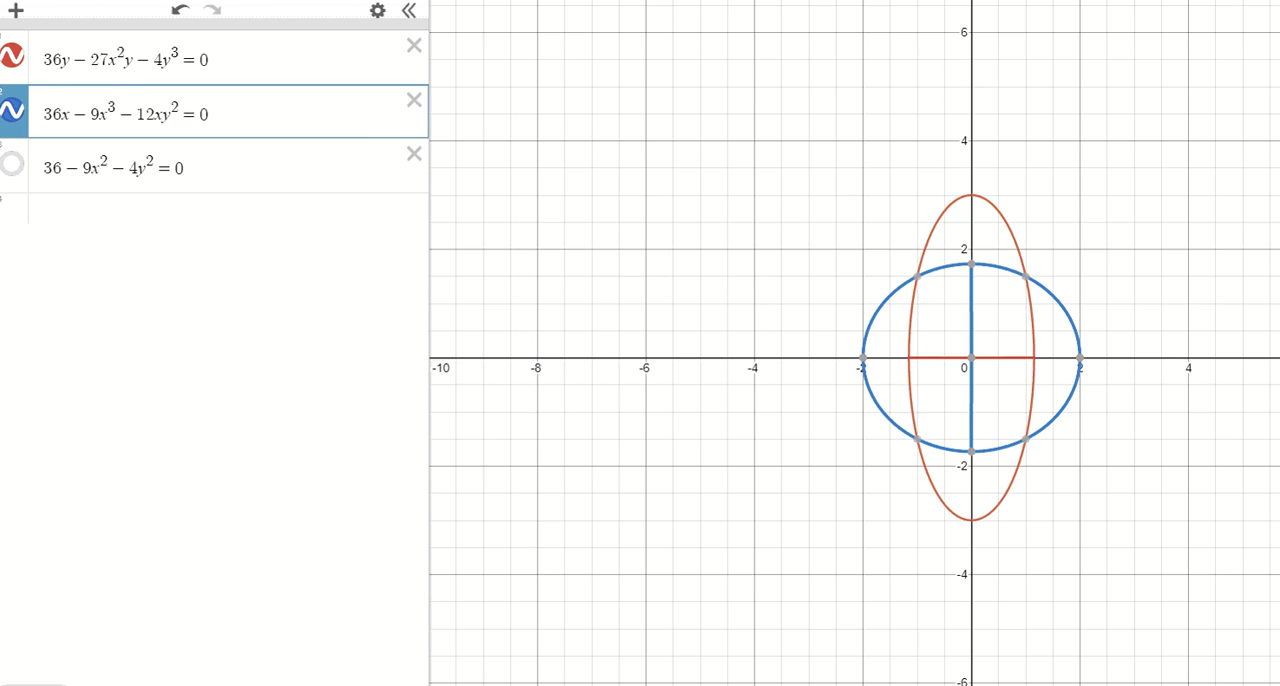 36y − 27x²y − 4y³ = 0
36x − 9x³ − 12xy² = 0
36 − 9x² − 4y² = 0
6
4
2
-10 -8 -6 -4 -2 0 2 4
-2
-4
-6